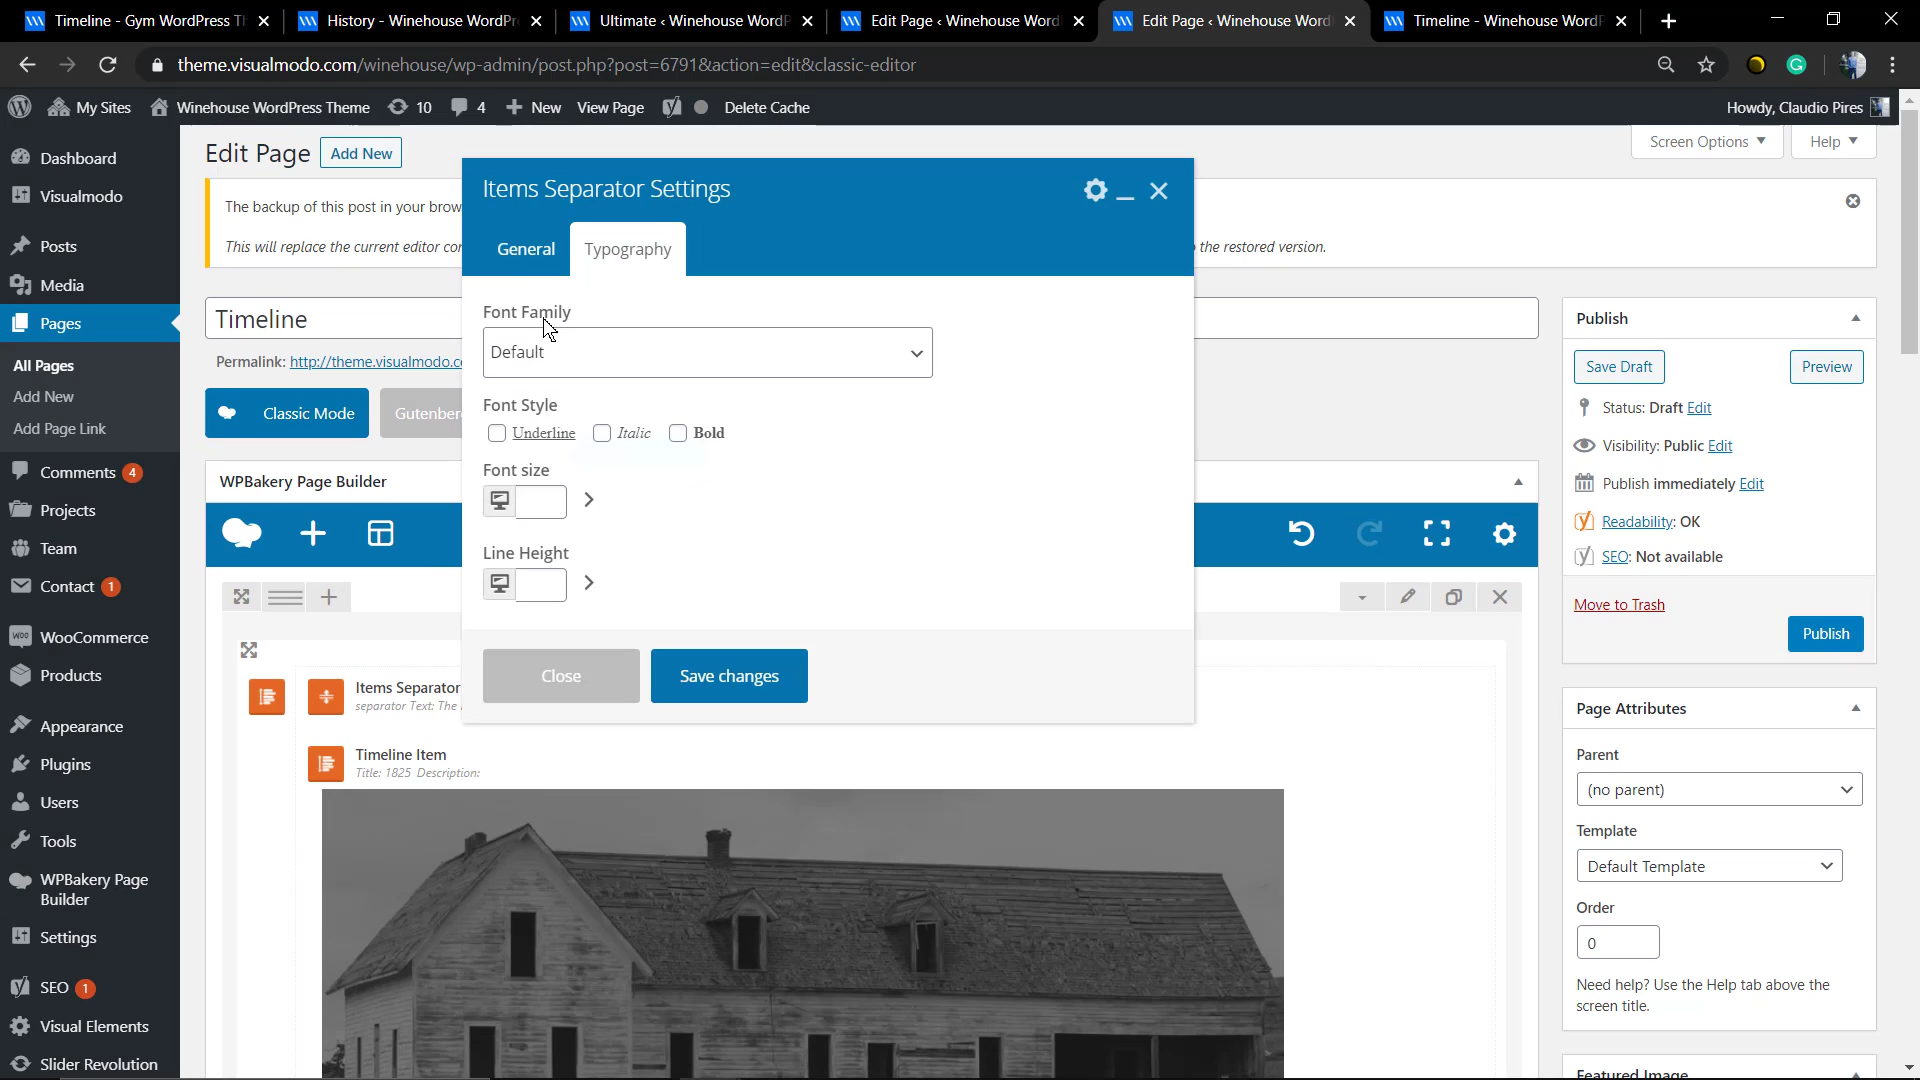 Timeline - Gym WordPress Th
History - Winehouse WordPr
Ultimate ‹ Winehouse WordP
Edit Page ‹ Winehouse Word
Edit Page ‹ Winehouse Word
Timeline - Winehouse WordF
theme.visualmodo.com/winehouse/wp-admin/post.php?post=6791&action=edit&classic-editor
My Sites
Winehouse WordPress Theme
10
4
New
View Page
Delete Cache
Howdy, Claudio Pires
Dashboard
Visualmodo
Posts
Media
Pages
All Pages
Add New
Add Page Link
Comments 4
Projects
Team
Contact 1
WooCommerce
Products
Appearance
Plugins
Users
Tools
WPBakery Page
Builder
Settings
SEO 1
Visual Elements
Slider Revolution
Edit Page
Add New
Screen Options
Help
The backup of this post in your brow
This will replace the current editor con
the restored version.
Timeline
Permalink: http://theme.visualmodo.c
Classic Mode
Gutenber
WPBakery Page Builder
Items Separator
separator Text: The
Timeline Item
Title: 1825 Description:
Items Separator Settings
General
Typography
Font Family
Default
Font Style
Underline
Italic
Bold
Font size
Line Height
Close
Save changes
Publish
Save Draft
Preview
Status: Draft Edit
Visibility: Public Edit
Publish immediately Edit
Readability: OK
SEO: Not available
Move to Trash
Publish
Page Attributes
Parent
(no parent)
Template
Default Template
Order
0
Need help? Use the Help tab above the
screen title.
Featured Image